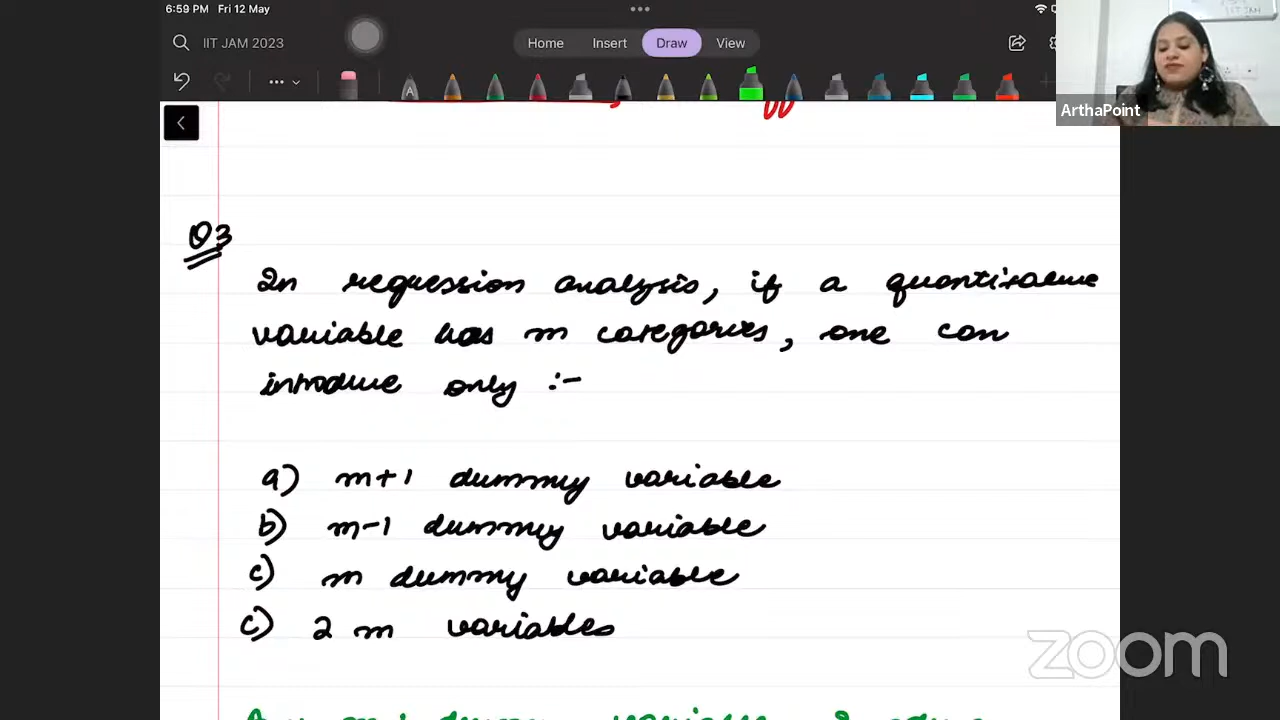 6:59 PM Fri 12 May
IIT JAM 2023
Home Insert Draw View
A
ArthaPoint
Q3
In regression analysis, if a quantitative
variable has m categories, one can
introduce only :-
a) m+1 dummy variable
b) m-1 dummy variable
c) m dummy variable
c) 2 m variables
zoom